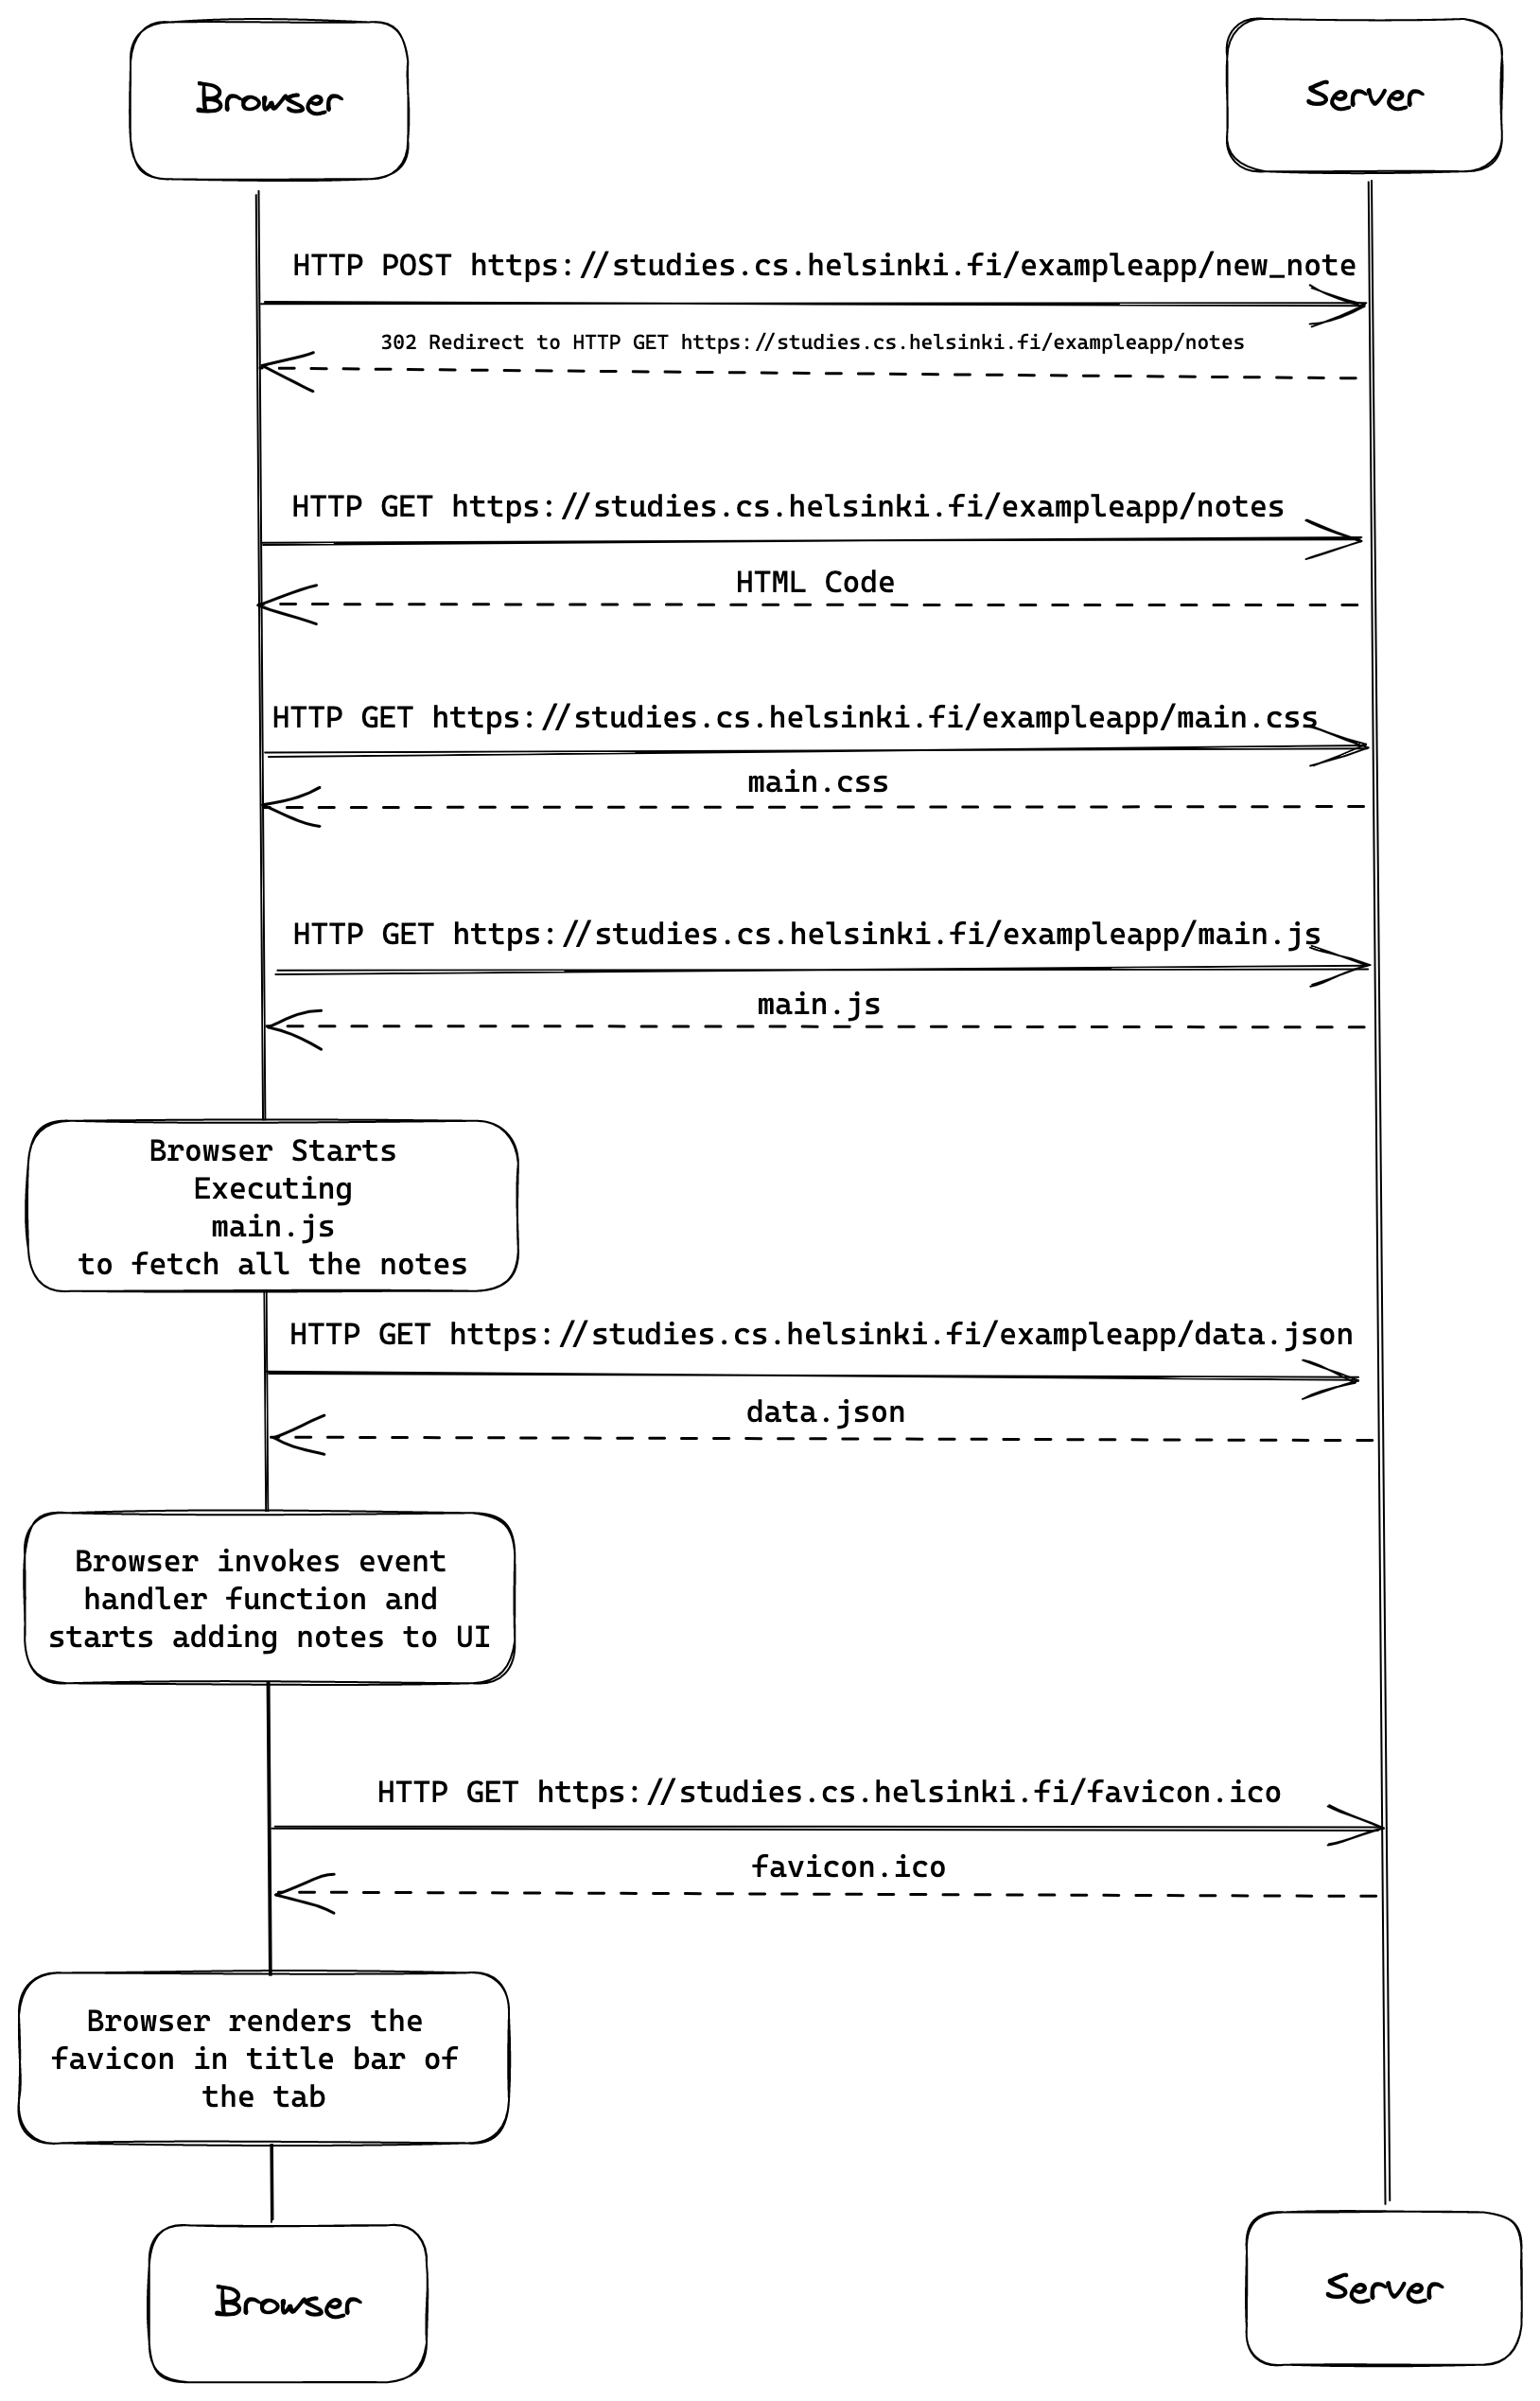 Browser
Server
HTTP POST https://studies.cs.helsinki.fi/exampleapp/new_note
302 Redirect to HTTP GET https://studies.cs.helsinki.fi/exampleapp/notes
HTTP GET https://studies.cs.helsinki.fi/exampleapp/notes
HTML Code
HTTP GET https://studies.cs.helsinki.fi/exampleapp/main.css
main.css
HTTP GET https://studies.cs.helsinki.fi/exampleapp/main.js
main.js
Browser Starts
Executing
main.js
to fetch all the notes
HTTP GET https://studies.cs.helsinki.fi/exampleapp/data.json
data.json
Browser invokes event
handler function and
starts adding notes to UI
HTTP GET https://studies.cs.helsinki.fi/favicon.ico
favicon.ico
Browser renders the
favicon in title bar of
the tab
Browser
Server